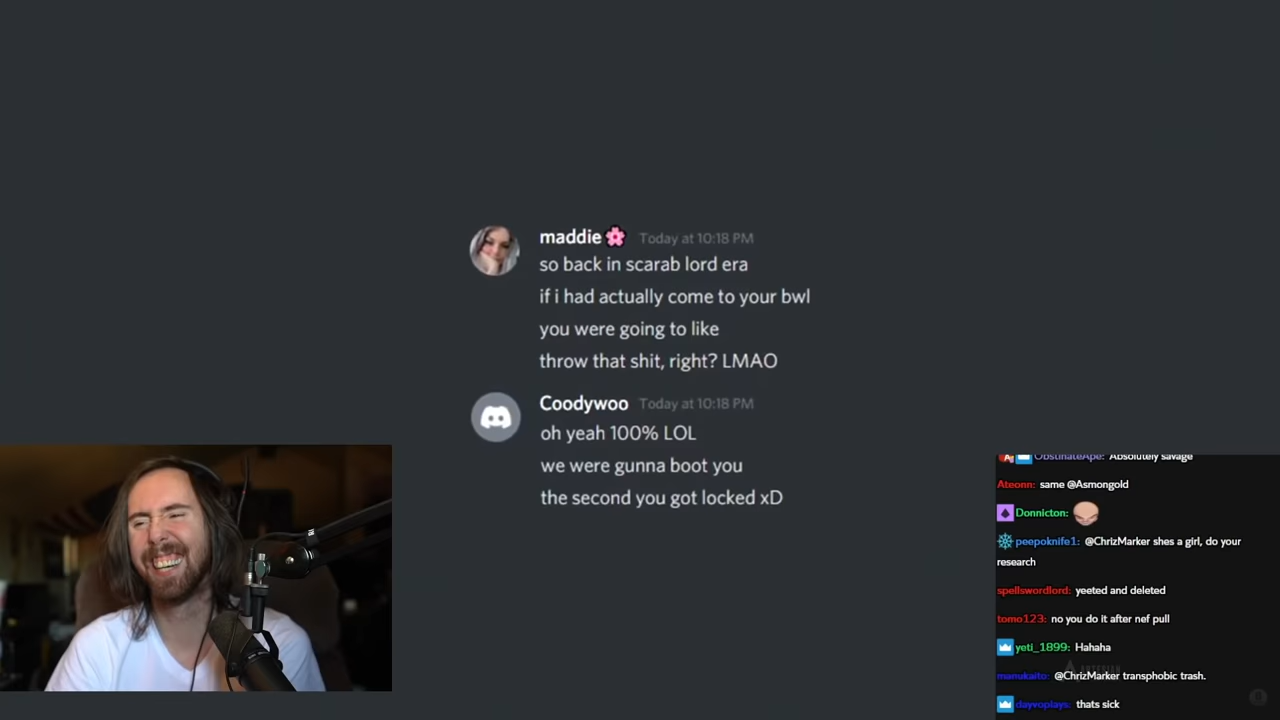 maddie🌸 Today at 10:18 PM
so back in scarab lord era
if i had actually come to your bwl
you were going to like
throw that shit, right? LMAO
Coodywoo Today at 10:18 PM
oh yeah 100% LOL
we were gunna boot you
the second you got locked xD
ObstinateApe: Absolutely savage
Ateonn: same @Asmongold
Donnicton:
peepoknife1: @ChrizMarker shes a girl, do your
research
spellswordlord: yeeted and deleted
tomo123: no you do it after nef pull
yeti_1899: Hahaha
manukaito: @ChrizMarker transphobic trash.
dayvoplays: thats sick